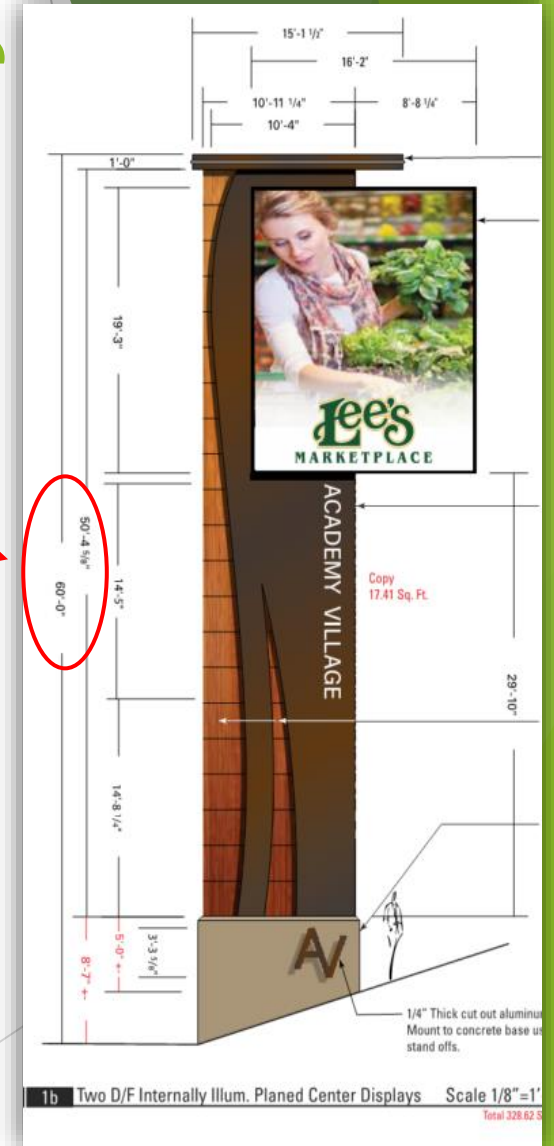 15'-1 1/2"
16'-2"
10'-11 1/4"
8'-8 1/4"
10'-4"
1'-0"
19'-3"
Lee's
MARKETPLACE
ACADEMY VILLAGE
50'-4 5/8"
60'-0"
14'-5"
Copy
17.41 Sq. Ft.
29'-10"
14'-8 1/4"
3'-3 5/8"
5'-0" +-
8'-7" +-
AV
1/4" Thick cut out
Mount to concrete base
stand offs.
1b Two D/F Internally Illum. Planed Center Displays Scale 1/8"=1'
Total 328.62 S